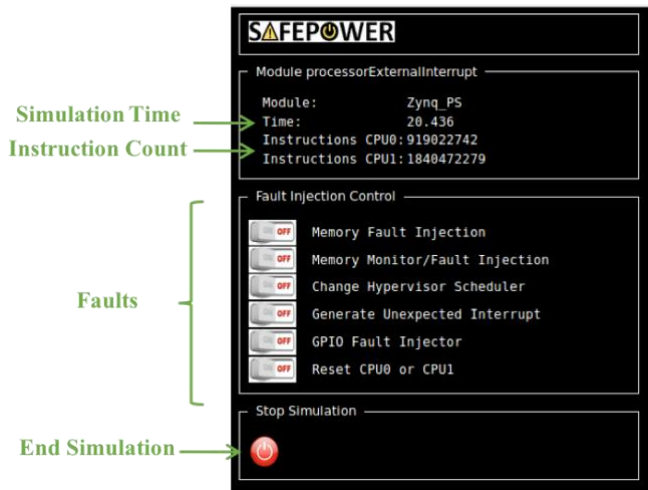 SAFEPOWER
Module processorExternalInterrupt
Module: Zynq_PS
Simulation Time
Time: 20.436
Instruction Count
Instructions CPU0: 919022742
Instructions CPU1: 1840472279
Fault Injection Control
OFF Memory Fault Injection
OFF Memory Monitor/Fault Injection
OFF Change Hypervisor Scheduler
Faults
OFF Generate Unexpected Interrupt
OFF GPIO Fault Injector
OFF Reset CPU0 or CPU1
Stop Simulation
End Simulation